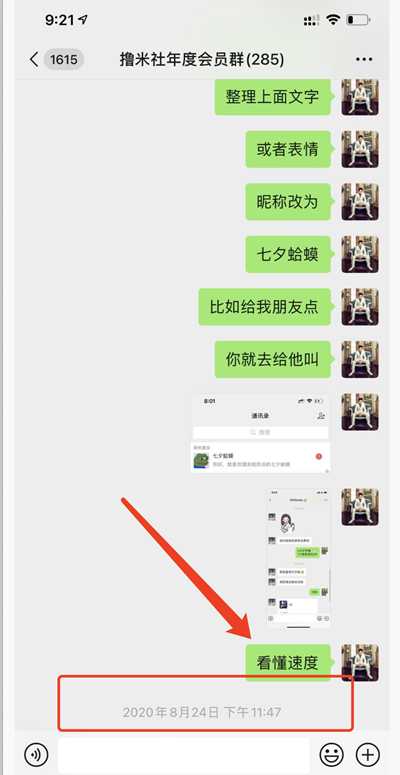 9:21
1615
撸米社年度会员群(285)
整理上面文字
或者表情
昵称改为
七夕蛤蟆
比如给我朋友点
你就去给他叫
8:01
通讯录
搜索
七夕蛤蟆
看懂速度
2020年8月24日 下午11:47